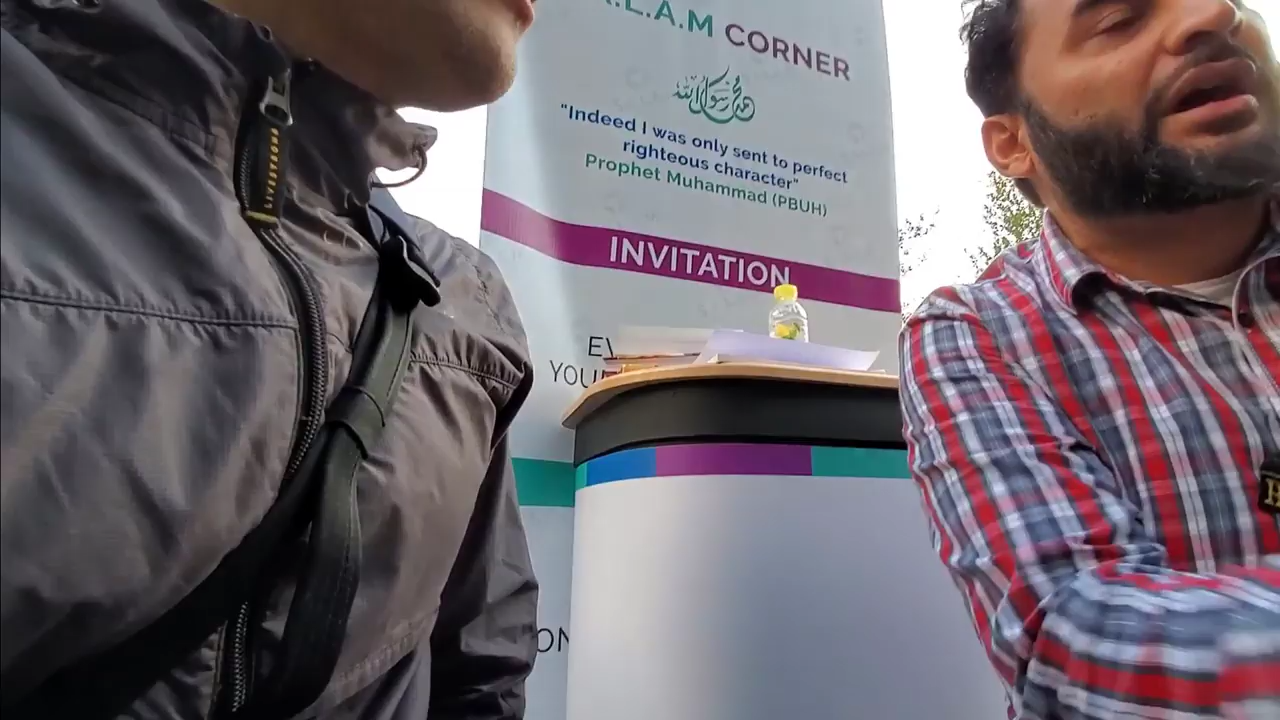 .L.A.M CORNER
محمد رسول الله
"Indeed I was only sent to perfect
righteous character"
Prophet Muhammad (PBUH)
INVITATION
EV
YOU
ON
LIVESTRONG